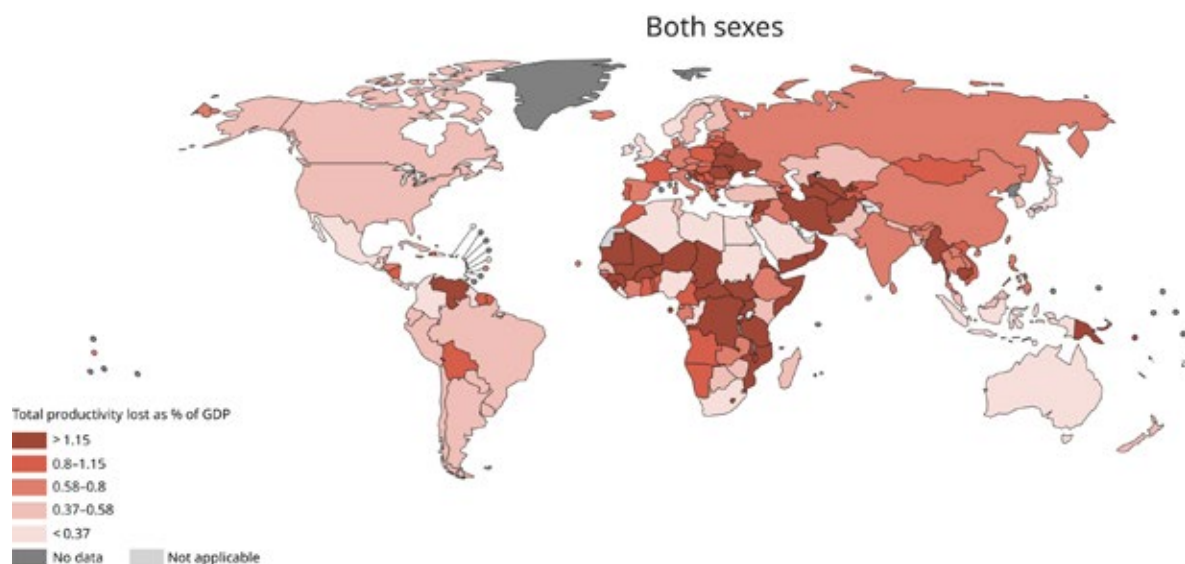 Both sexes
Total productivity lost as % of GDP
> 1.15
0.8–1.15
0.58–0.8
0.37–0.58
< 0.37
No data
Not applicable